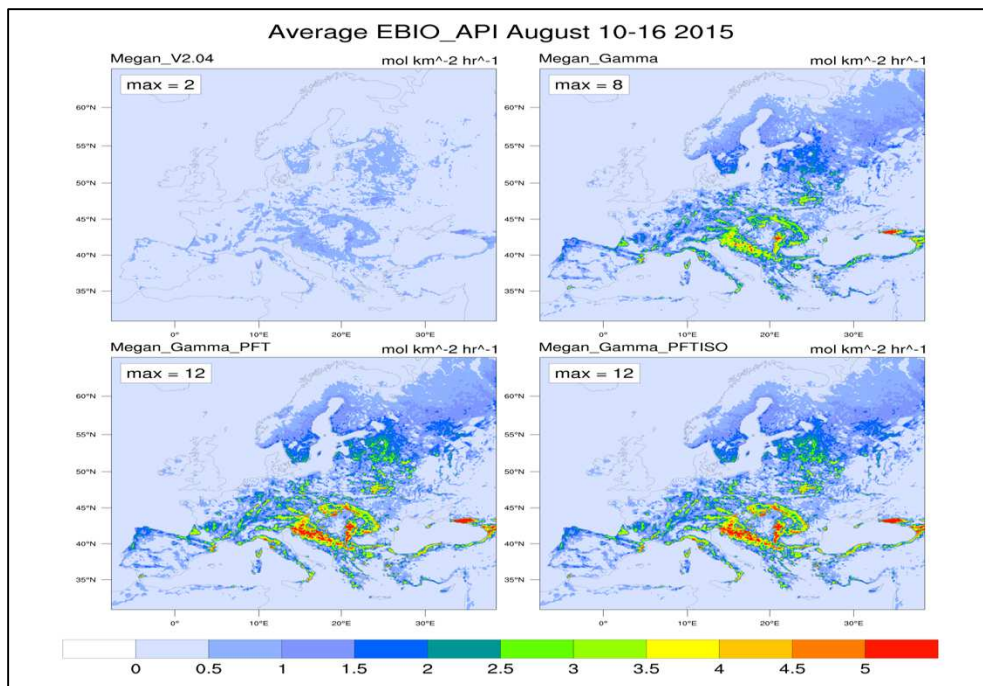 Average EBIO_API August 10-16 2015
Megan_V2.04 mol km^-2 hr^-1
max = 2
60°N
55°N
50°N
45°N
40°N
35°N
0° 10°E 20°E 30°E
Megan_Gamma mol km^-2 hr^-1
max = 8
60°N
55°N
50°N
45°N
40°N
35°N
0° 10°E 20°E 30°E
Megan_Gamma_PFT mol km^-2 hr^-1
max = 12
60°N
55°N
50°N
45°N
40°N
35°N
0° 10°E 20°E 30°E
Megan_Gamma_PFTISO mol km^-2 hr^-1
max = 12
60°N
55°N
50°N
45°N
40°N
35°N
0° 10°E 20°E 30°E
0 0.5 1 1.5 2 2.5 3 3.5 4 4.5 5